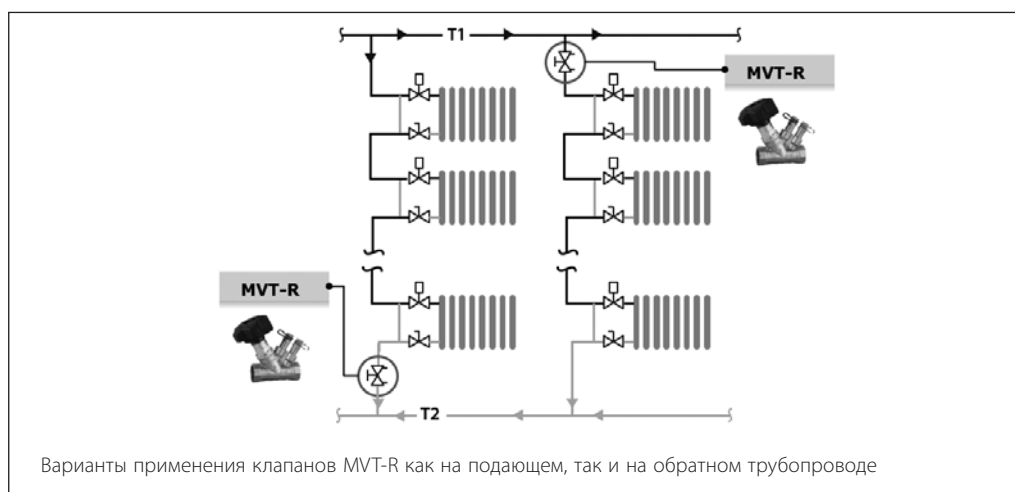 T1
MVT-R
MVT-R
T2
Варианты применения клапанов MVT-R как на подающем, так и на обратном трубопроводе